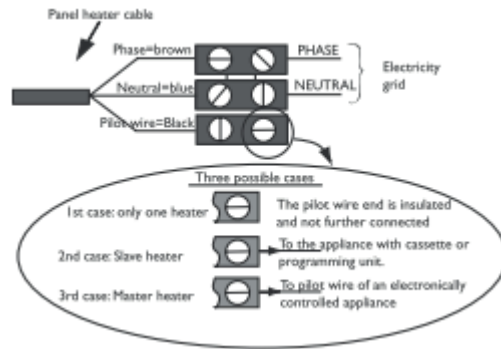 Panel heater cable
Phase=brown
PHASE
Neutral=blue
NEUTRAL
Electricity
grid
Pilot wire=Black
Three possible cases
1st case: only one heater
The pilot wire end is insulated
and not further connected
2nd case: Slave heater
To the appliance with cassette or
programming unit.
3rd case: Master heater
To pilot wire of an electronically
controlled appliance